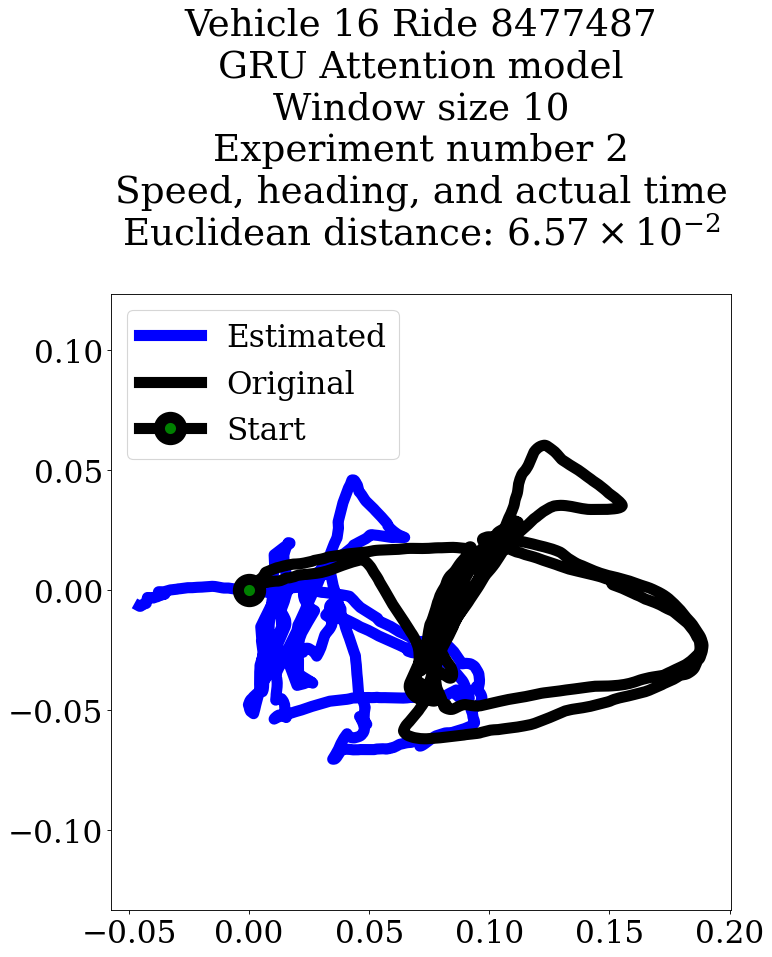 Vehicle 16 Ride 8477487
GRU Attention model
Window size 10
Experiment number 2
Speed, heading, and actual time
Euclidean distance: 6.57 × 10⁻²
Estimated
Original
Start
0.10
0.05
0.00
−0.05
−0.10
−0.05 0.00 0.05 0.10 0.15 0.20